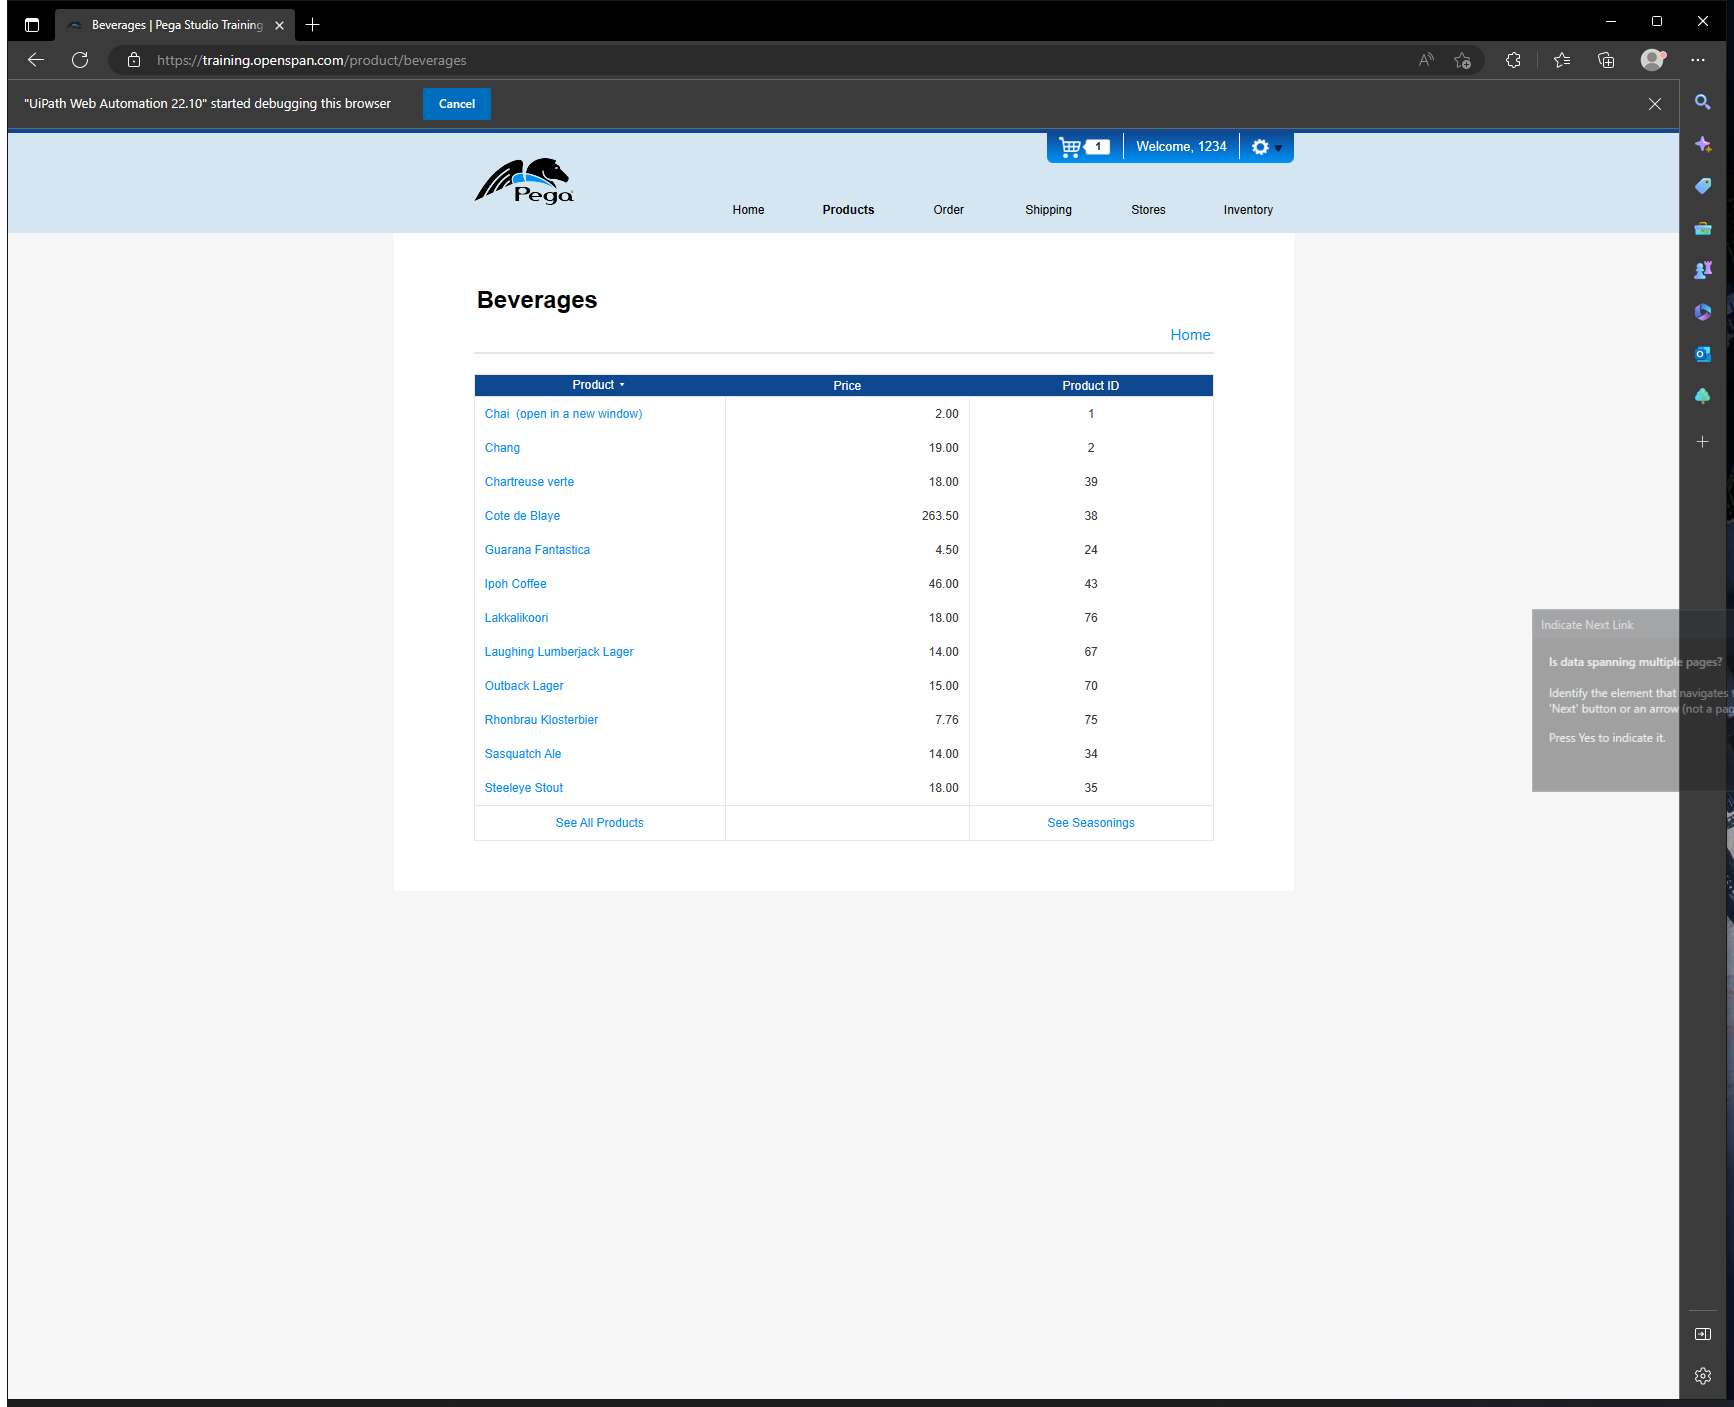 Beverages | Pega Studio Training
https://training.openspan.com/product/beverages
"UiPath Web Automation 22.10" started debugging this browser
Cancel
1
Welcome, 1234
Pega
Home
Products
Order
Shipping
Stores
Inventory
Beverages
Home
Product Price Product ID
Chai (open in a new window) 2.00 1
Chang 19.00 2
Chartreuse verte 18.00 39
Cote de Blaye 263.50 38
Guarana Fantastica 4.50 24
Ipoh Coffee 46.00 43
Lakkalikoori 18.00 76
Laughing Lumberjack Lager 14.00 67
Outback Lager 15.00 70
Rhonbrau Klosterbier 7.76 75
Sasquatch Ale 14.00 34
Steeleye Stout 18.00 35
See All Products See Seasonings
Indicate Next Link
Is data spanning multiple pages?
Identify the element that navigates
'Next' button or an arrow (not a
Press Yes to indicate it.